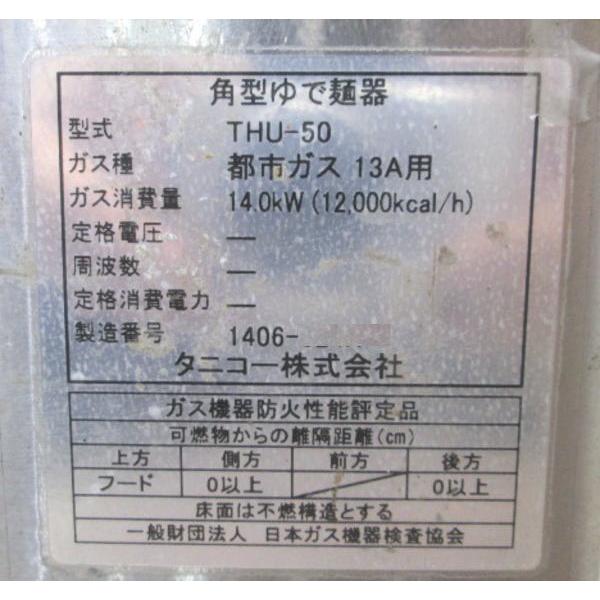 角型ゆで麺器
型式 THU-50
ガス種 都市ガス 13A用
ガス消費量 14.0kW (12,000kcal/h)
定格電圧 —
周波数 —
定格消費電力 —
製造番号 1406-
タニコー株式会社
ガス機器防火性能評定品
可燃物からの離隔距離(cm)
上方 側方 前方 後方
フード 0以上 0以上
床面は不燃構造とする
一般財団法人 日本ガス機器検査協会